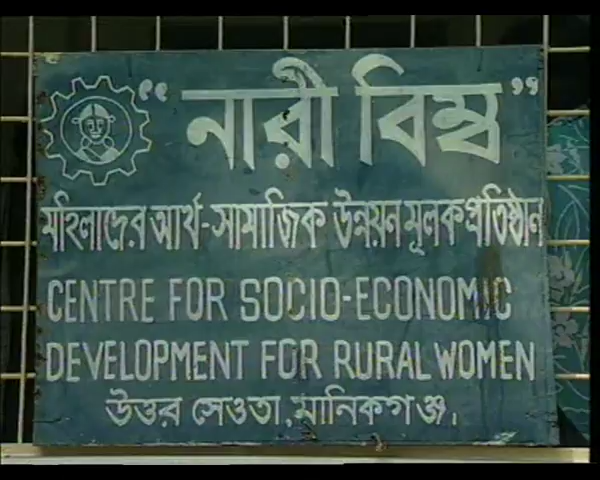 “নারী বিম্ব”
মহিলাদের আর্থ-সামাজিক উন্নয়ন মূলক প্রতিষ্ঠান
CENTRE FOR SOCIO-ECONOMIC
DEVELOPMENT FOR RURAL WOMEN
উত্তর সেওতা, মানিকগঞ্জ।